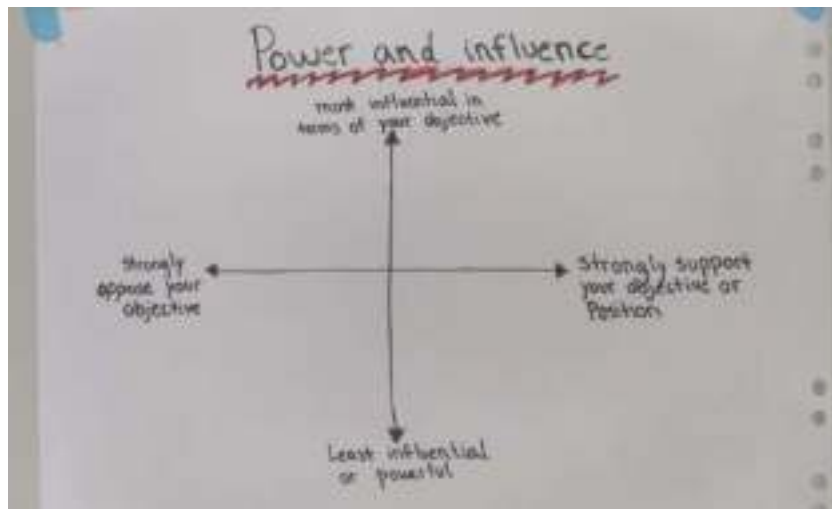 Power and influence
most influential in
terms of your objective
Strongly
oppose your
objective
Strongly support
your objective or
Position
Least influential
or powerful